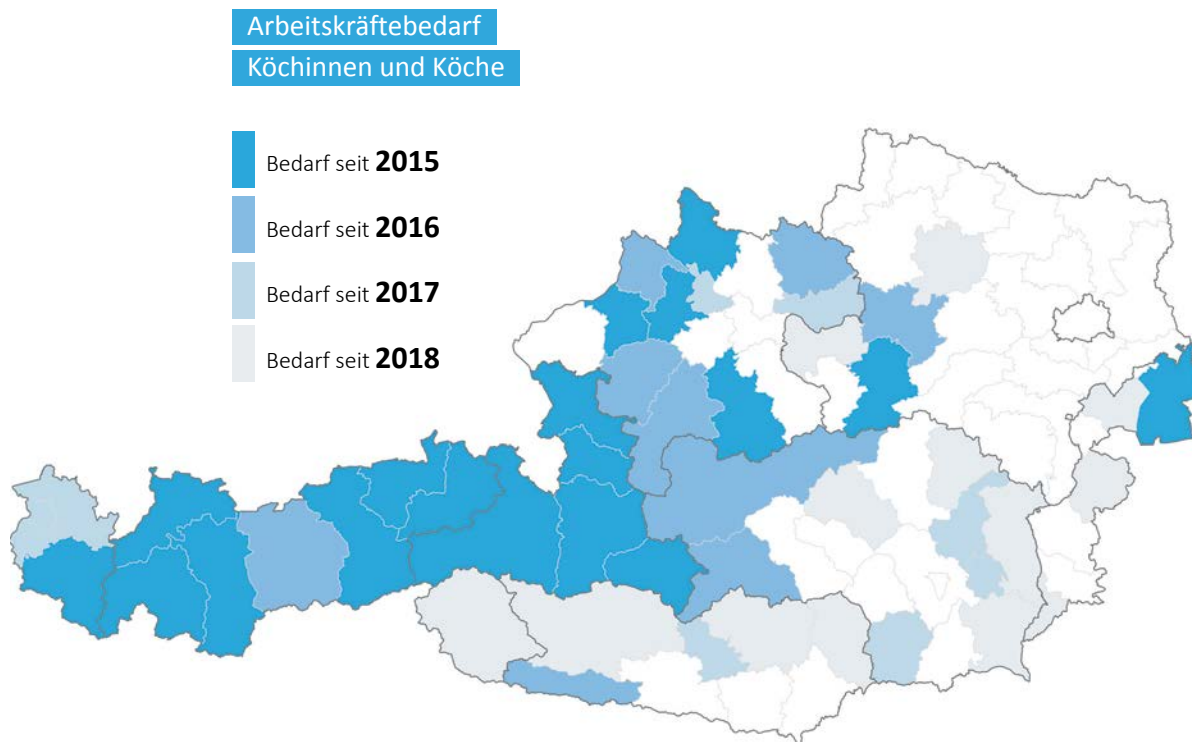 Arbeitskräftebedarf
Köchinnen und Köche
Bedarf seit 2015
Bedarf seit 2016
Bedarf seit 2017
Bedarf seit 2018